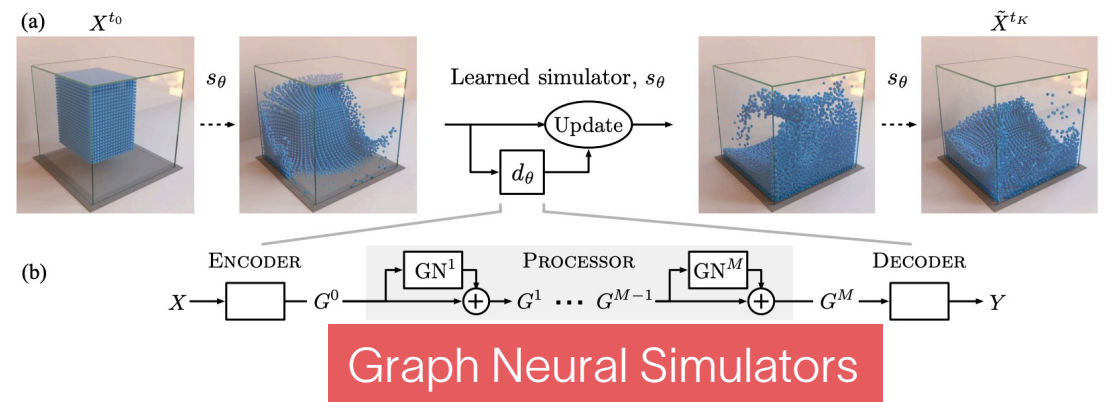 (a)
X^{t_0}
s_θ
Learned simulator, s_θ
Update
d_θ
s_θ
X̃^{t_K}
(b)
ENCODER
PROCESSOR
DECODER
X
G^0
GN^1
+
G^1
...
G^{M−1}
GN^M
+
G^M
Y
Graph Neural Simulators